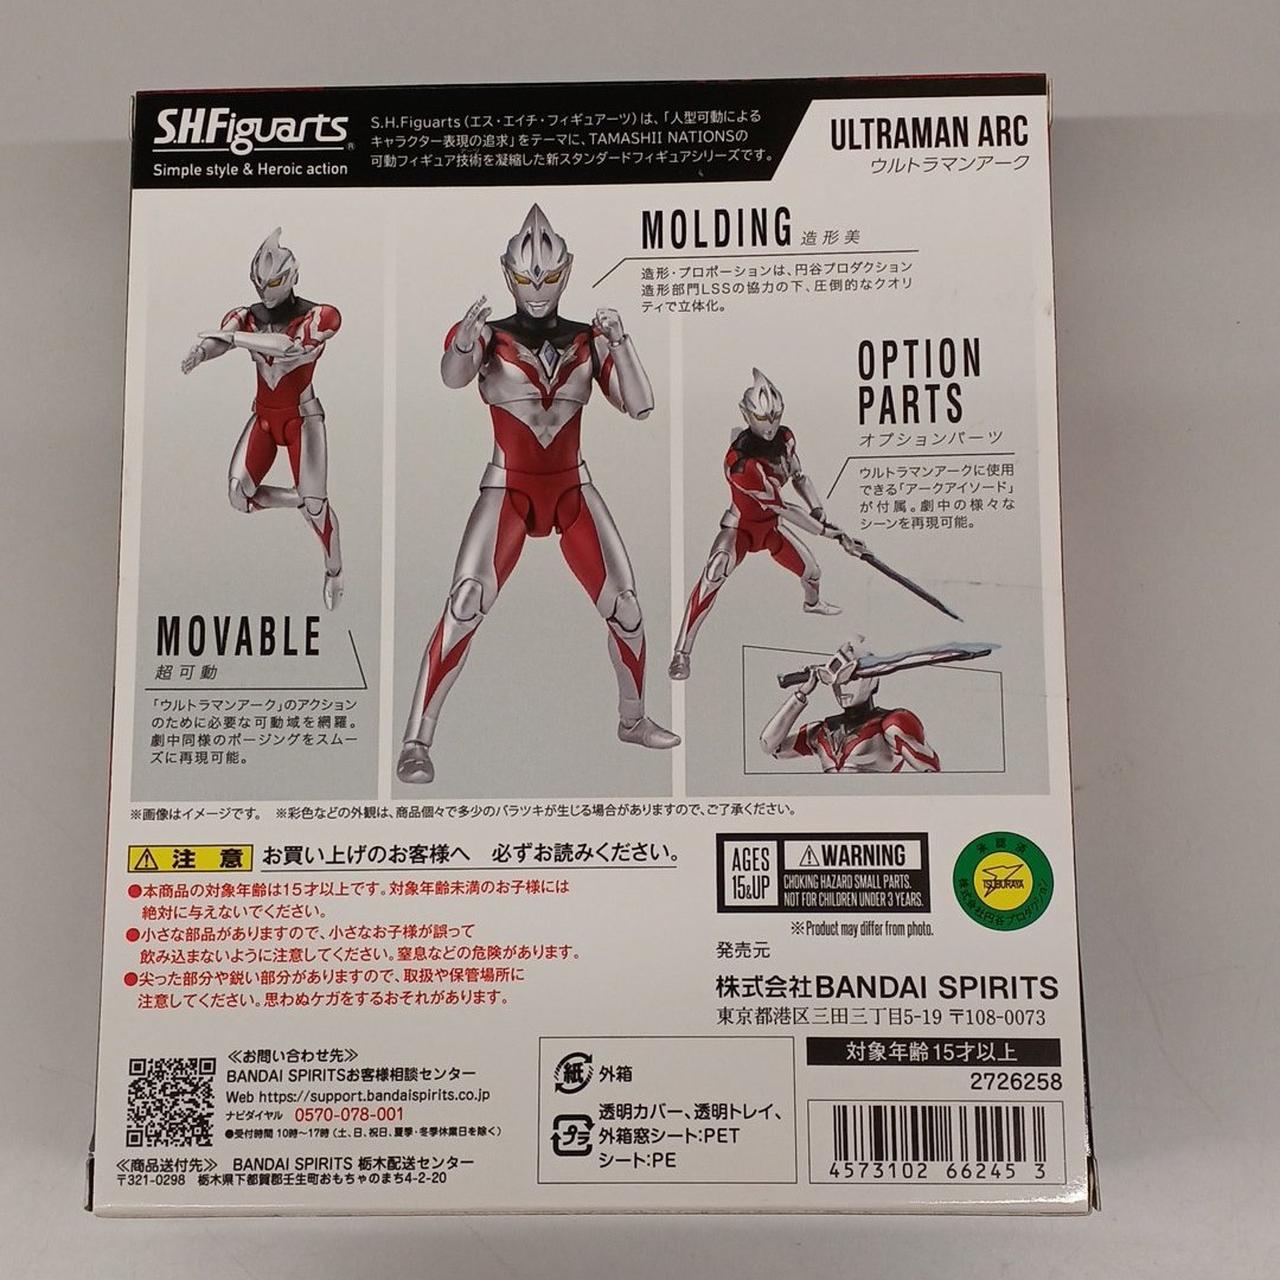 S.H.Figuarts
Simple style & Heroic action
S.H.Figuarts(エス・エイチ・フィギュアーツ)は、「人型可動による
キャラクター表現の追求」をテーマに、TAMASHII NATIONSの
可動フィギュア技術を凝縮した新スタンダードフィギュアシリーズです。
ULTRAMAN ARC
ウルトラマンアーク
MOLDING 造形美
造形・プロポーションは、円谷プロダクション
造形部門LSSの協力の下、圧倒的なクオリ
ティで立体化。
OPTION
PARTS
オプションパーツ
ウルトラマンアークに使用
できる「アークアイソード」
が付属。劇中の様々な
シーンを再現可能。
MOVABLE
超可動
「ウルトラマンアーク」のアクション
のために必要な可動域を網羅。
劇中同様のポージングをスムー
ズに再現可能。
※画像はイメージです。 ※彩色などの外観は、商品個々で多少のバラツキが生じる場合がありますので、ご了承ください。
注意 お買い上げのお客様へ 必ずお読みください。
●本商品の対象年齢は15才以上です。対象年齢未満のお子様には
絶対に与えないでください。
●小さな部品がありますので、小さなお子様が誤って
飲み込まないように注意してください。窒息などの危険があります。
●尖った部分や鋭い部分がありますので、取扱や保管場所に
注意してください。思わぬケガをするおそれがあります。
AGES
15&UP
WARNING
CHOKING HAZARD SMALL PARTS.
NOT FOR CHILDREN UNDER 3 YEARS.
※Product may differ from photo.
承認済
TSUBURAYA
株式会社円谷プロダクション
発売元
株式会社BANDAI SPIRITS
東京都港区三田三丁目5-19 〒108-0073
対象年齢15才以上
2726258
4573102 66245 3
≪お問い合わせ先≫
BANDAI SPIRITSお客様相談センター
Web https://support.bandaispirits.co.jp
ナビダイヤル 0570-078-001
●受付時間 10時〜17時(土、日、祝日、夏季・冬季休業日を除く)
≪商品送付先≫ BANDAI SPIRITS 栃木配送センター
〒321-0298 栃木県下都賀郡壬生町おもちゃのまち4-2-20
紙 外箱
プラ 透明カバー、透明トレイ、
外箱窓シート:PET
シート:PE